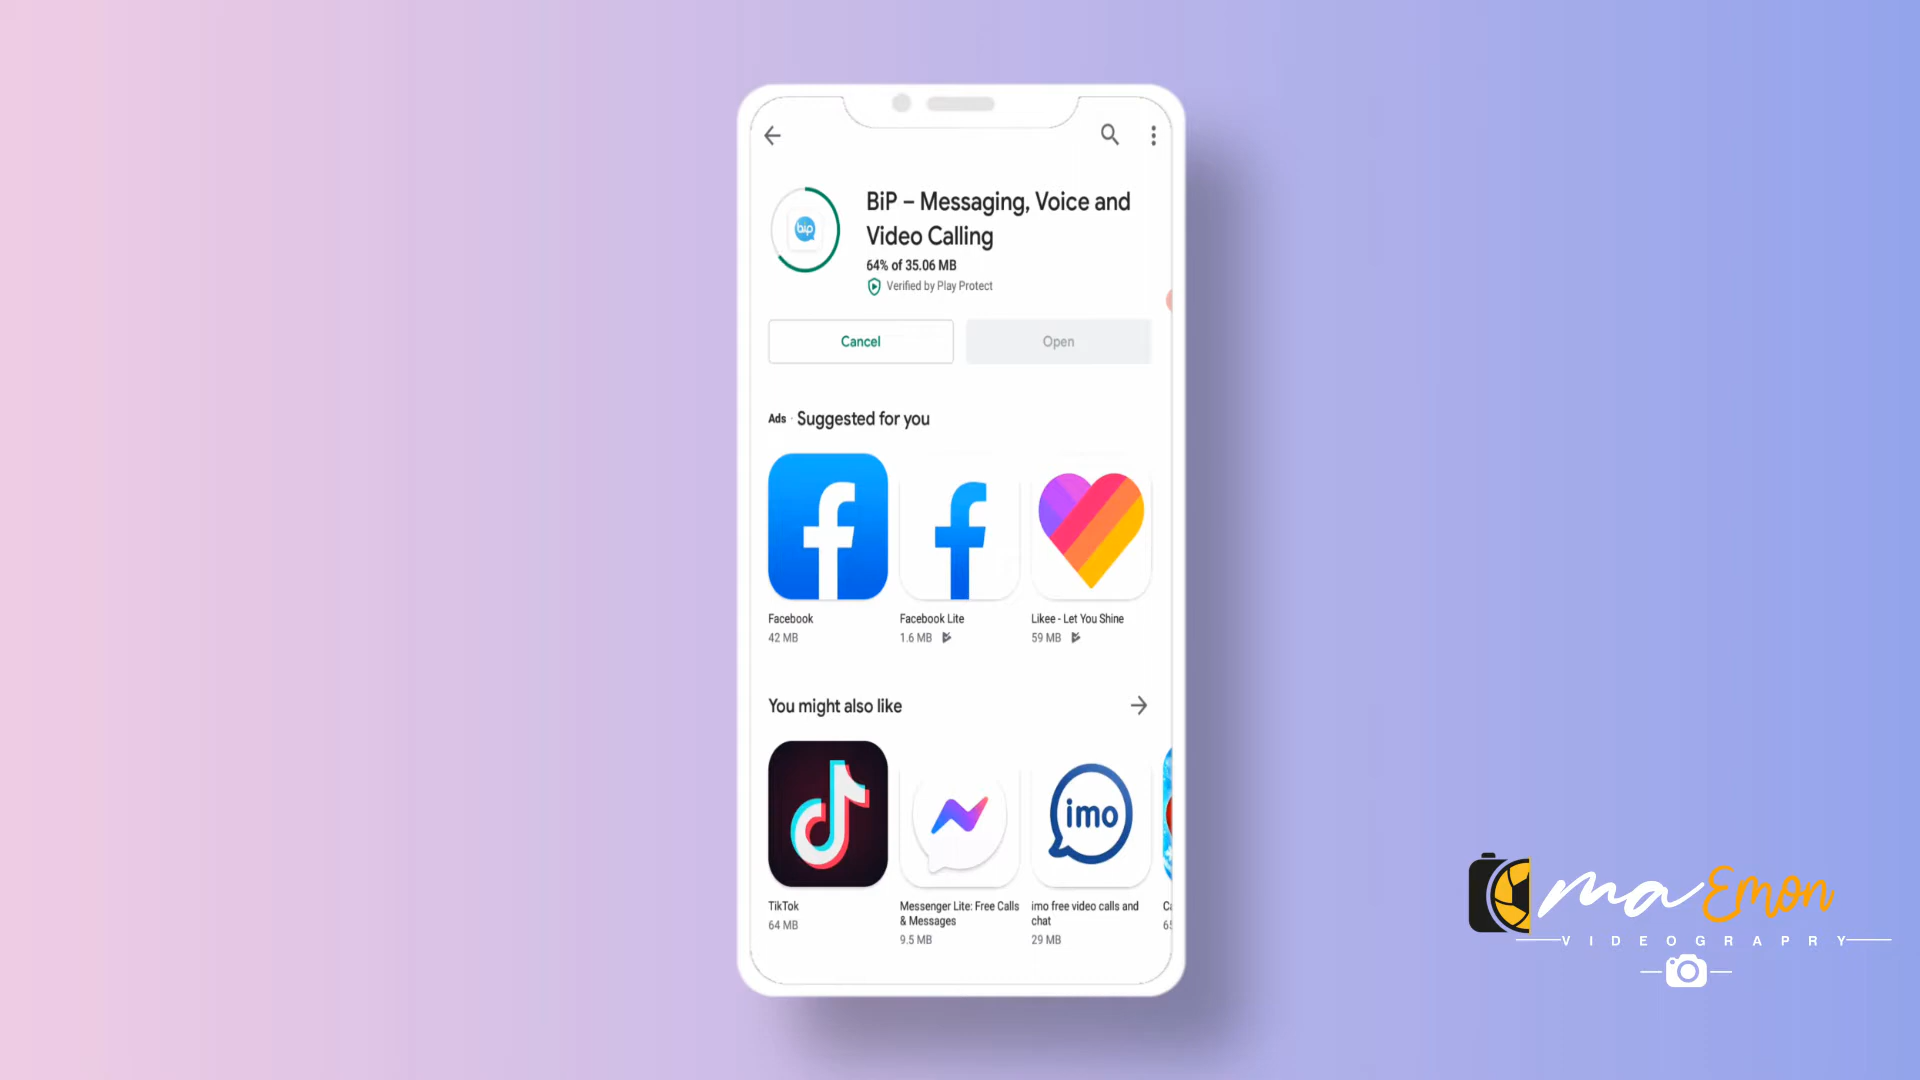 bip
BiP – Messaging, Voice and
Video Calling
64% of 35.06 MB
Verified by Play Protect
Cancel
Open
Ads · Suggested for you
Facebook
42 MB
Facebook Lite
1.6 MB
Likee - Let You Shine
59 MB
You might also like
imo
TikTok
64 MB
Messenger Lite: Free Calls
& Messages
9.5 MB
imo free video calls and
chat
29 MB
ma Emon
VIDEOGRAPRY